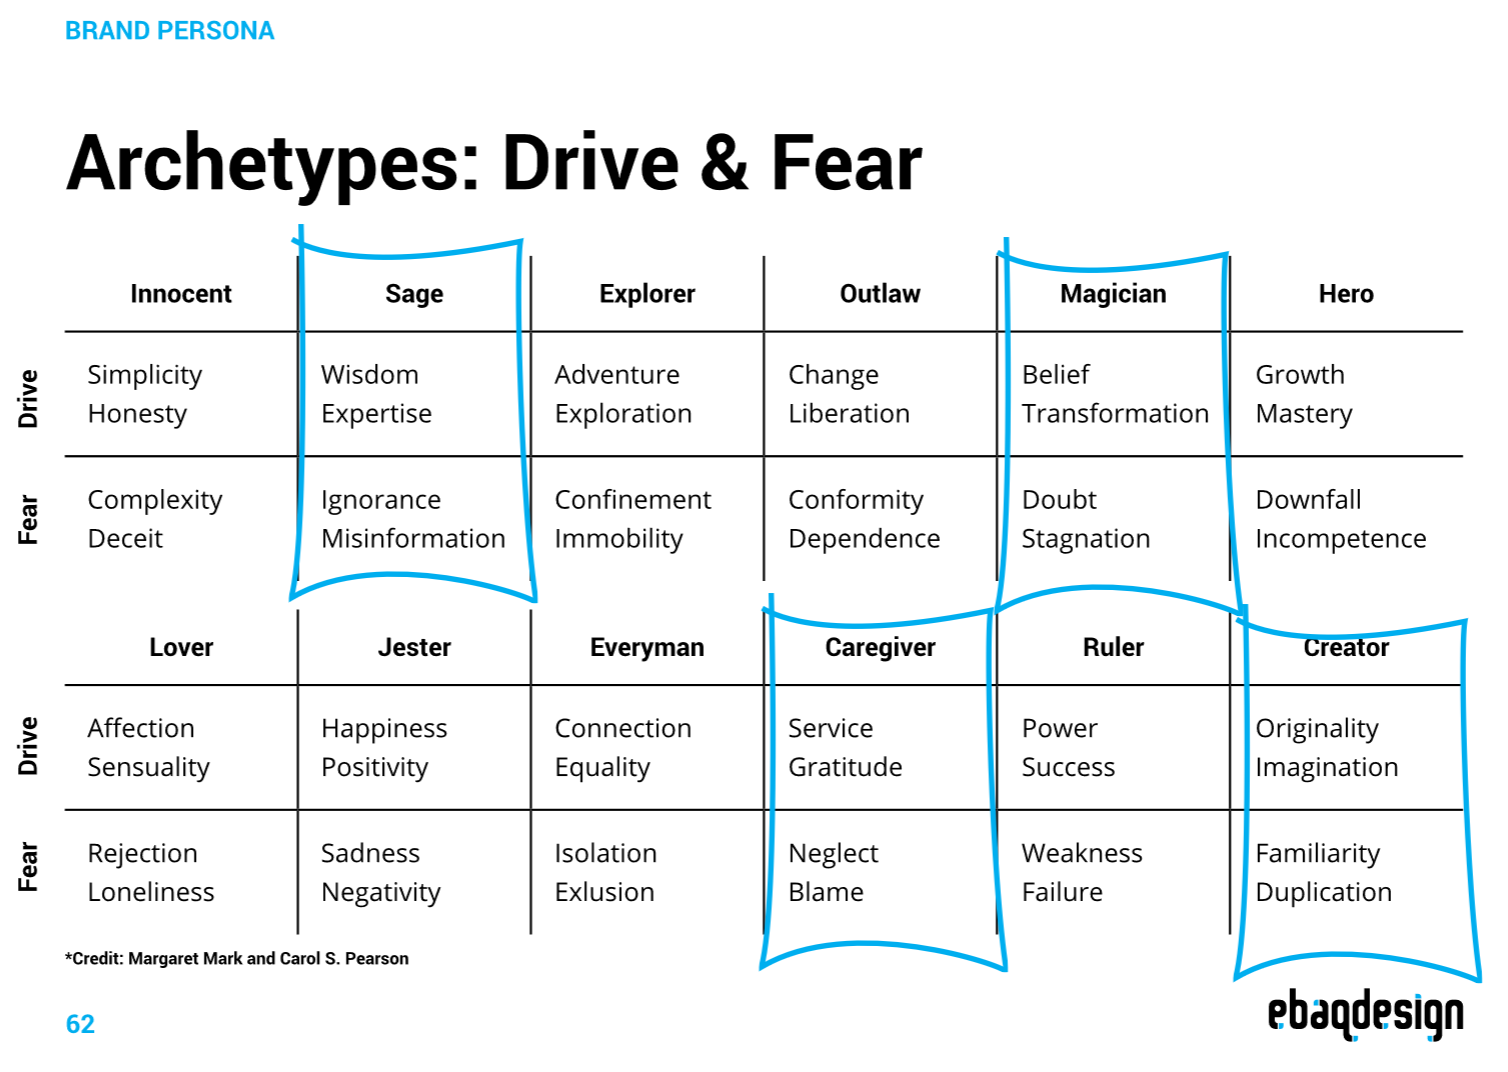 BRAND PERSONA
Archetypes: Drive & Fear
Innocent Sage Explorer Outlaw Magician Hero
Drive
Simplicity Wisdom Adventure Change Belief Growth
Honesty Expertise Exploration Liberation Transformation Mastery
Fear
Complexity Ignorance Confinement Conformity Doubt Downfall
Deceit Misinformation Immobility Dependence Stagnation Incompetence
Lover Jester Everyman Caregiver Ruler Creator
Drive
Affection Happiness Connection Service Power Originality
Sensuality Positivity Equality Gratitude Success Imagination
Fear
Rejection Sadness Isolation Neglect Weakness Familiarity
Loneliness Negativity Exlusion Blame Failure Duplication
*Credit: Margaret Mark and Carol S. Pearson
62
ebaqdesign